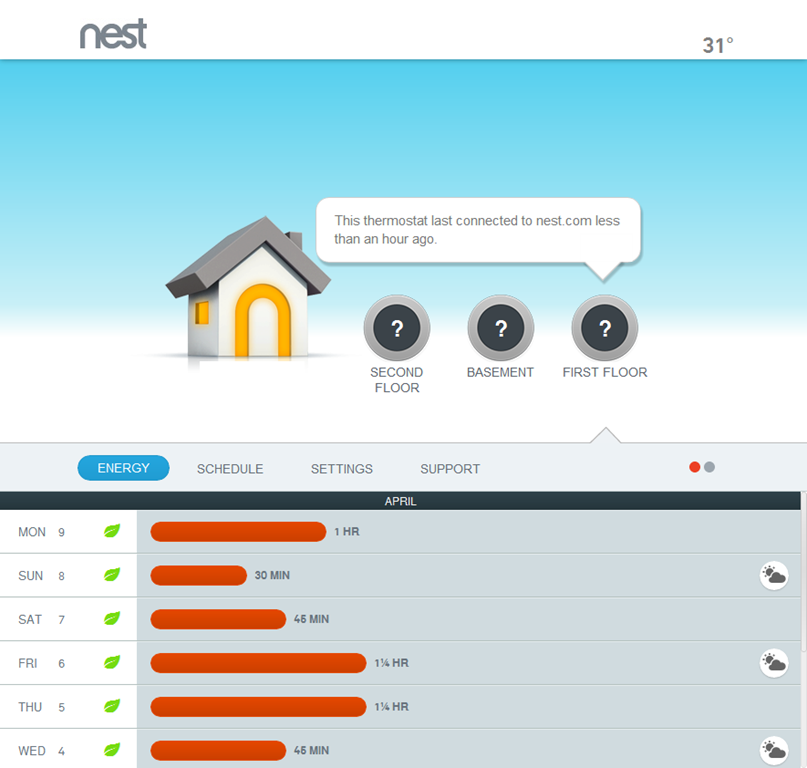 nest
31°
This thermostat last connected to nest.com less
than an hour ago.
? ? ?
SECOND
FLOOR
BASEMENT
FIRST FLOOR
ENERGY SCHEDULE SETTINGS SUPPORT
APRIL
MON 9 1 HR
SUN 8 30 MIN
SAT 7 45 MIN
FRI 6 1¼ HR
THU 5 1¼ HR
WED 4 45 MIN